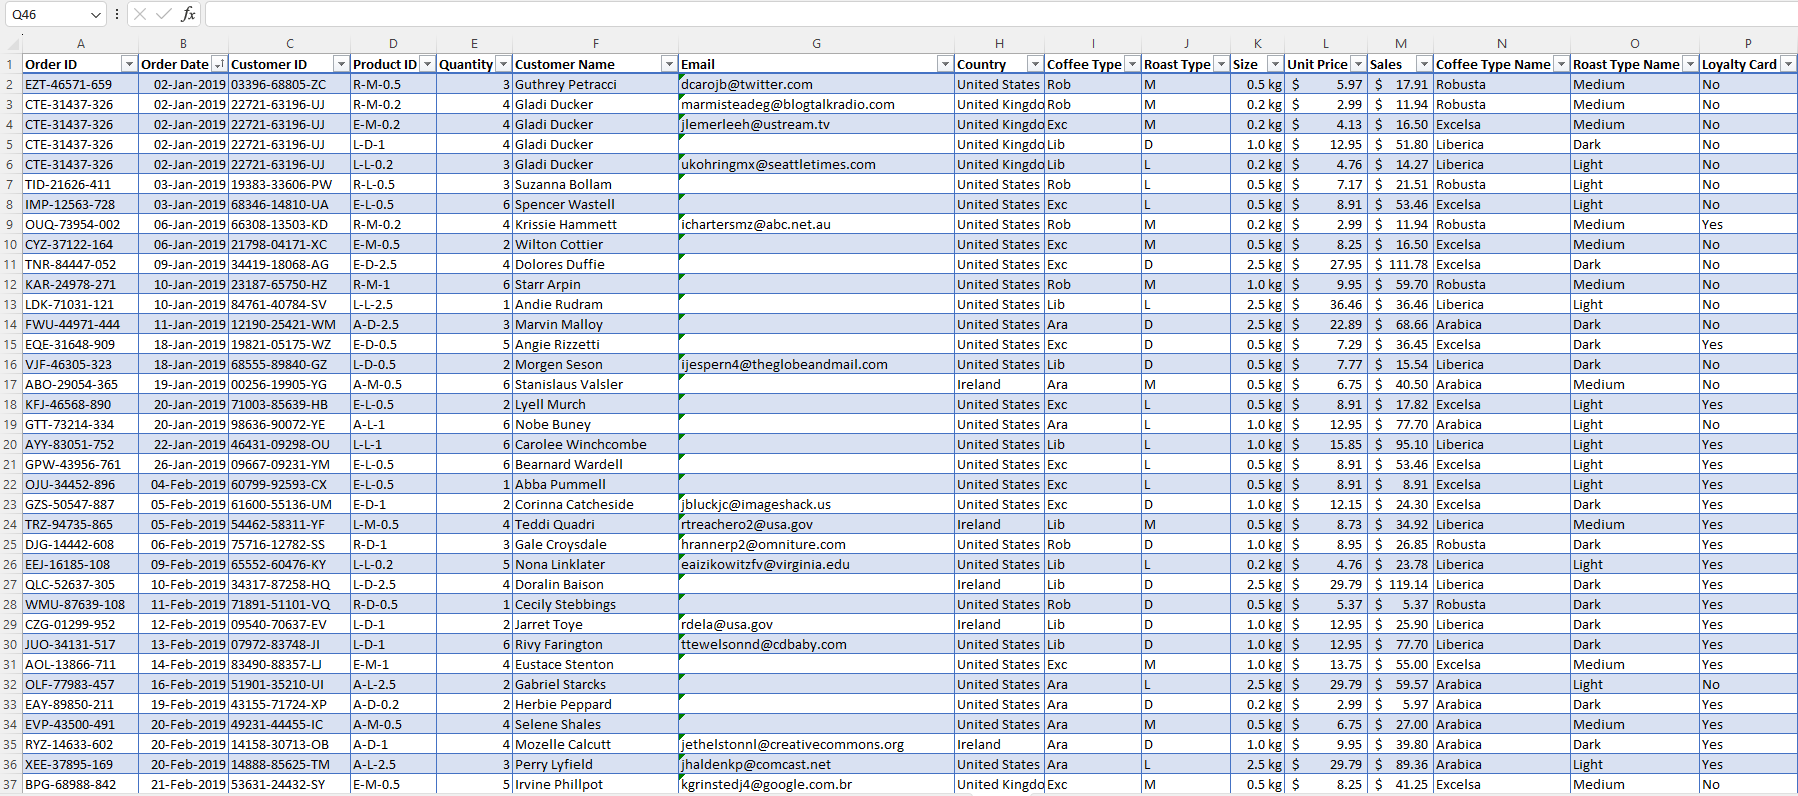 Q46 fx
A B C D E F G H I J K L M N O P
1 Order ID Order Date Customer ID Product ID Quantity Customer Name Email Country Coffee Type Roast Type Size Unit Price Sales Coffee Type Name Roast Type Name Loyalty Card
2 EZT-46571-659 02-Jan-2019 03396-68805-ZC R-M-0.5 3 Guthrey Petracci dcarojb@twitter.com United States Rob M 0.5 kg $ 5.97 $ 17.91 Robusta Medium No
3 CTE-31437-326 02-Jan-2019 22721-63196-UJ R-M-0.2 4 Gladi Ducker marmisteadeg@blogtalkradio.com United Kingdo Rob M 0.2 kg $ 2.99 $ 11.94 Robusta Medium No
4 CTE-31437-326 02-Jan-2019 22721-63196-UJ E-M-0.2 4 Gladi Ducker jlemerleeh@ustream.tv United Kingdo Exc M 0.2 kg $ 4.13 $ 16.50 Excelsa Medium No
5 CTE-31437-326 02-Jan-2019 22721-63196-UJ L-D-1 4 Gladi Ducker United Kingdo Lib D 1.0 kg $ 12.95 $ 51.80 Liberica Dark No
6 CTE-31437-326 02-Jan-2019 22721-63196-UJ L-L-0.2 3 Gladi Ducker ukohringmx@seattletimes.com United Kingdo Lib L 0.2 kg $ 4.76 $ 14.27 Liberica Light No
7 TID-21626-411 03-Jan-2019 19383-33606-PW R-L-0.5 3 Suzanna Bollam United States Rob L 0.5 kg $ 7.17 $ 21.51 Robusta Light No
8 IMP-12563-728 03-Jan-2019 68346-14810-UA E-L-0.5 6 Spencer Wastell United States Exc L 0.5 kg $ 8.91 $ 53.46 Excelsa Light No
9 OUQ-73954-002 06-Jan-2019 66308-13503-KD R-M-0.2 4 Krissie Hammett ichartersmz@abc.net.au United States Rob M 0.2 kg $ 2.99 $ 11.94 Robusta Medium Yes
10 CYZ-37122-164 06-Jan-2019 21798-04171-XC E-M-0.5 2 Wilton Cottier United States Exc M 0.5 kg $ 8.25 $ 16.50 Excelsa Medium No
11 TNR-84447-052 09-Jan-2019 34419-18068-AG E-D-2.5 4 Dolores Duffie United States Exc D 2.5 kg $ 27.95 $ 111.78 Excelsa Dark No
12 KAR-24978-271 10-Jan-2019 23187-65750-HZ R-M-1 6 Starr Arpin United States Rob M 1.0 kg $ 9.95 $ 59.70 Robusta Medium No
13 LDK-71031-121 10-Jan-2019 84761-40784-SV L-L-2.5 1 Andie Rudram United States Lib L 2.5 kg $ 36.46 $ 36.46 Liberica Light No
14 FWU-44971-444 11-Jan-2019 12190-25421-WM A-D-2.5 3 Marvin Malloy United States Ara D 2.5 kg $ 22.89 $ 68.66 Arabica Dark No
15 EQE-31648-909 18-Jan-2019 19821-05175-WZ E-D-0.5 5 Angie Rizzetti United States Exc D 0.5 kg $ 7.29 $ 36.45 Excelsa Dark Yes
16 VJF-46305-323 18-Jan-2019 68555-89840-GZ L-D-0.5 2 Morgen Seson ijespern4@theglobeandmail.com United States Lib D 0.5 kg $ 7.77 $ 15.54 Liberica Dark No
17 ABO-29054-365 19-Jan-2019 00256-19905-YG A-M-0.5 6 Stanislaus Valsler Ireland Ara M 0.5 kg $ 6.75 $ 40.50 Arabica Medium No
18 KFJ-46568-890 20-Jan-2019 71003-85639-HB E-L-0.5 2 Lyell Murch United States Exc L 0.5 kg $ 8.91 $ 17.82 Excelsa Light Yes
19 GTT-73214-334 20-Jan-2019 98636-90072-YE A-L-1 6 Nobe Buney United States Ara L 1.0 kg $ 12.95 $ 77.70 Arabica Light No
20 AYY-83051-752 22-Jan-2019 46431-09298-OU L-L-1 6 Carolee Winchcombe United States Lib L 1.0 kg $ 15.85 $ 95.10 Liberica Light Yes
21 GPW-43956-761 26-Jan-2019 09667-09231-YM E-L-0.5 6 Bearnard Wardell United States Exc L 0.5 kg $ 8.91 $ 53.46 Excelsa Light Yes
22 OJU-34452-896 04-Feb-2019 60799-92593-CX E-L-0.5 1 Abba Pummell United States Exc L 0.5 kg $ 8.91 $ 8.91 Excelsa Light Yes
23 GZS-50547-887 05-Feb-2019 61600-55136-UM E-D-1 2 Corinna Catcheside jbluckjc@imageshack.us United States Exc D 1.0 kg $ 12.15 $ 24.30 Excelsa Dark Yes
24 TRZ-94735-865 05-Feb-2019 54462-58311-YF L-M-0.5 4 Teddi Quadri rtreachero2@usa.gov Ireland Lib M 0.5 kg $ 8.73 $ 34.92 Liberica Medium Yes
25 DJG-14442-608 06-Feb-2019 75716-12782-SS R-D-1 3 Gale Croysdale hrannerp2@omniture.com United States Rob D 1.0 kg $ 8.95 $ 26.85 Robusta Dark Yes
26 EEJ-16185-108 09-Feb-2019 65552-60476-KY L-L-0.2 5 Nona Linklater eaizikowitzfv@virginia.edu United States Lib L 0.2 kg $ 4.76 $ 23.78 Liberica Light Yes
27 QLC-52637-305 10-Feb-2019 34317-87258-HQ L-D-2.5 4 Doralin Baison Ireland Lib D 2.5 kg $ 29.79 $ 119.14 Liberica Dark Yes
28 WMU-87639-108 11-Feb-2019 71891-51101-VQ R-D-0.5 1 Cecily Stebbings United States Rob D 0.5 kg $ 5.37 $ 5.37 Robusta Dark Yes
29 CZG-01299-952 12-Feb-2019 09540-70637-EV L-D-1 2 Jarret Toye rdela@usa.gov Ireland Lib D 1.0 kg $ 12.95 $ 25.90 Liberica Dark Yes
30 JUO-34131-517 13-Feb-2019 07972-83748-JI L-D-1 6 Rivy Farington ttewelsonnd@cdbaby.com United States Lib D 1.0 kg $ 12.95 $ 77.70 Liberica Dark Yes
31 AOL-13866-711 14-Feb-2019 83490-88357-LJ E-M-1 4 Eustace Stenton United States Exc M 1.0 kg $ 13.75 $ 55.00 Excelsa Medium Yes
32 OLF-77983-457 16-Feb-2019 51901-35210-UI A-L-2.5 2 Gabriel Starcks United States Ara L 2.5 kg $ 29.79 $ 59.57 Arabica Light No
33 EAY-89850-211 19-Feb-2019 43155-71724-XP A-D-0.2 2 Herbie Peppard United States Ara D 0.2 kg $ 2.99 $ 5.97 Arabica Dark Yes
34 EVP-43500-491 20-Feb-2019 49231-44455-IC A-M-0.5 4 Selene Shales United States Ara M 0.5 kg $ 6.75 $ 27.00 Arabica Medium Yes
35 RYZ-14633-602 20-Feb-2019 14158-30713-OB A-D-1 4 Mozelle Calcutt jethelstonnl@creativecommons.org Ireland Ara D 1.0 kg $ 9.95 $ 39.80 Arabica Dark Yes
36 XEE-37895-169 20-Feb-2019 14888-85625-TM A-L-2.5 3 Perry Lyfield jhaldenkp@comcast.net United States Ara L 2.5 kg $ 29.79 $ 89.36 Arabica Light Yes
37 BPG-68988-842 21-Feb-2019 53631-24432-SY E-M-0.5 5 Irvine Phillpot kgrinstedj4@google.com.br United Kingdo Exc M 0.5 kg $ 8.25 $ 41.25 Excelsa Medium No